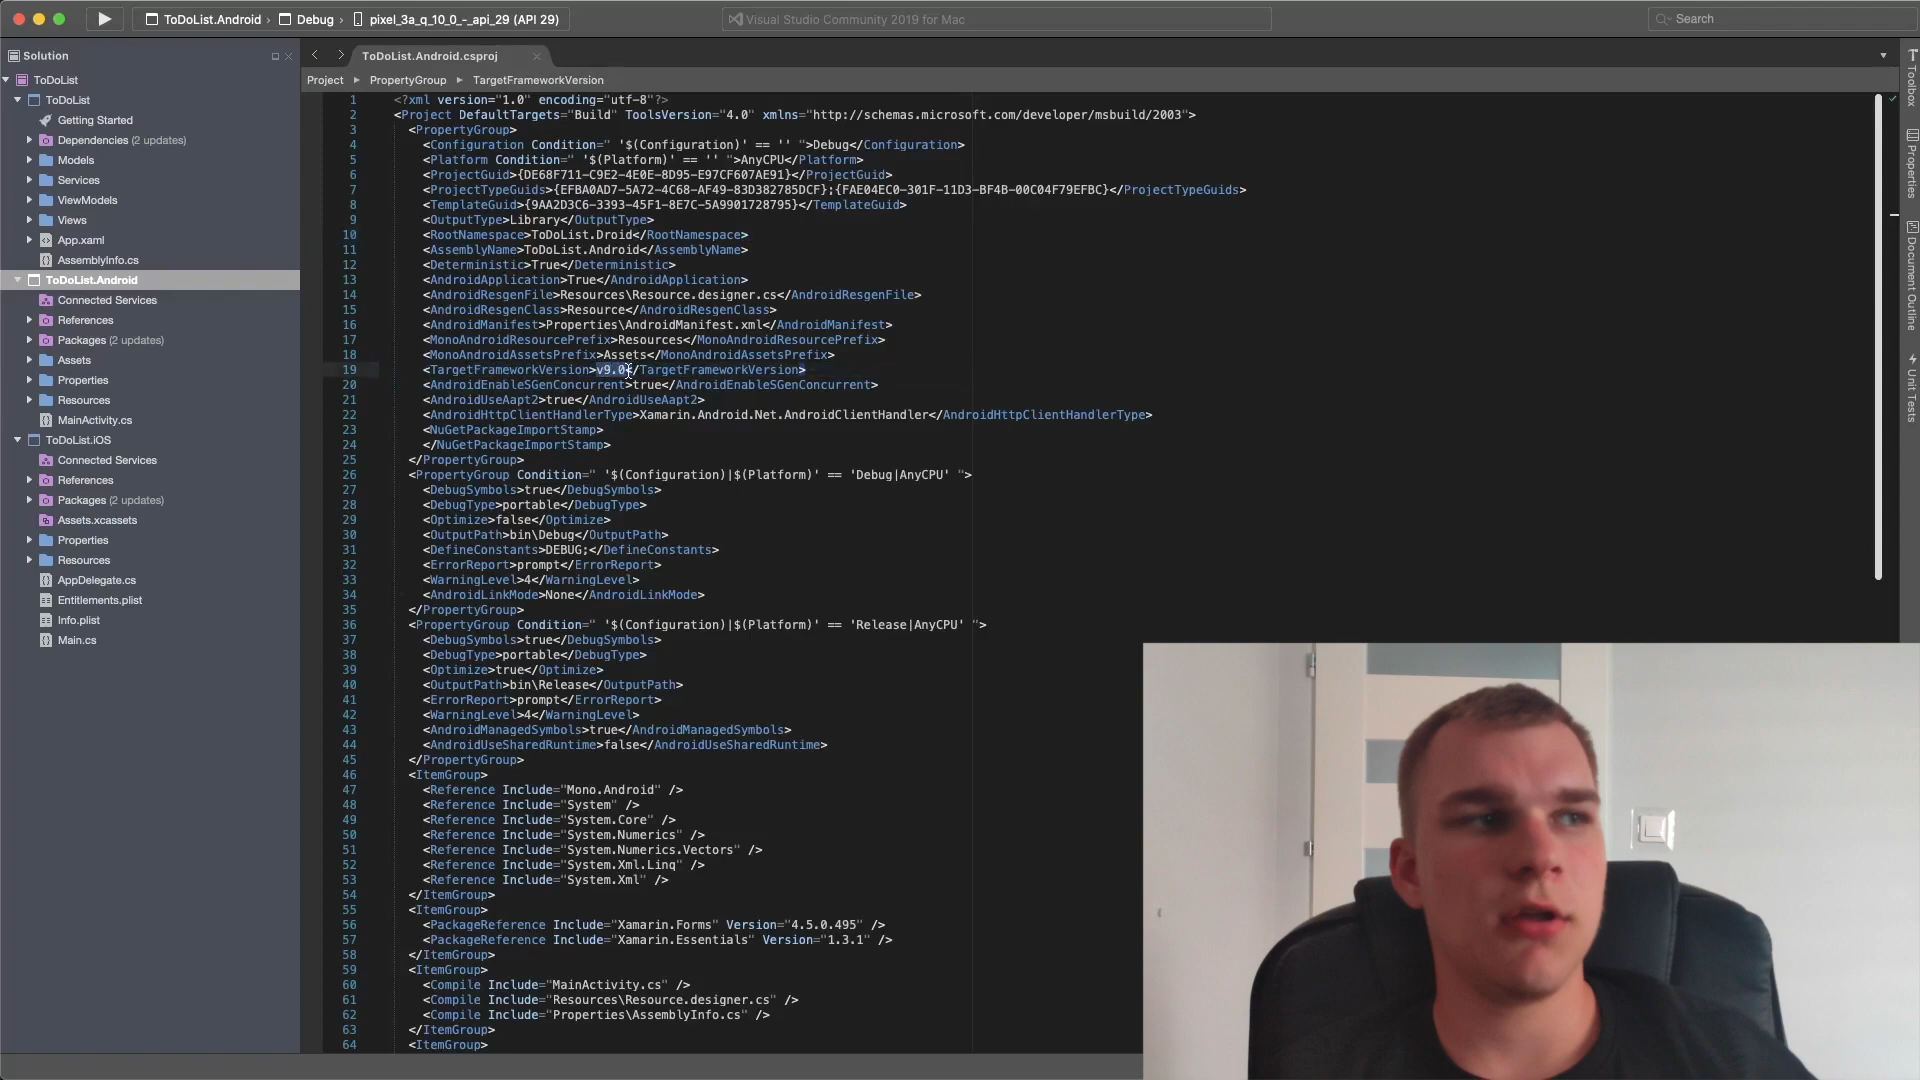 ToDoList.Android › Debug › pixel_3a_q_10_0_-_api_29 (API 29)
Visual Studio Community 2019 for Mac
Search
Solution
ToDoList
ToDoList
Getting Started
Dependencies (2 updates)
Models
Services
ViewModels
Views
App.xaml
AssemblyInfo.cs
ToDoList.Android
Connected Services
References
Packages (2 updates)
Assets
Properties
Resources
MainActivity.cs
ToDoList.iOS
Connected Services
References
Packages (2 updates)
Assets.xcassets
Properties
Resources
AppDelegate.cs
Entitlements.plist
Info.plist
Main.cs
ToDoList.Android.csproj
Project ▸ PropertyGroup ▸ TargetFrameworkVersion
1 <?xml version="1.0" encoding="utf-8"?>
2 <Project DefaultTargets="Build" ToolsVersion="4.0" xmlns="http://schemas.microsoft.com/developer/msbuild/2003">
3 <PropertyGroup>
4 <Configuration Condition=" '$(Configuration)' == '' ">Debug</Configuration>
5 <Platform Condition=" '$(Platform)' == '' ">AnyCPU</Platform>
6 <ProjectGuid>{DE68F711-C9E2-4E0E-8D95-E97CF607AE91}</ProjectGuid>
7 <ProjectTypeGuids>{EFBA0AD7-5A72-4C68-AF49-83D382785DCF};{FAE04EC0-301F-11D3-BF4B-00C04F79EFBC}</ProjectTypeGuids>
8 <TemplateGuid>{9AA2D3C6-3393-45F1-8E7C-5A9901728795}</TemplateGuid>
9 <OutputType>Library</OutputType>
10 <RootNamespace>ToDoList.Droid</RootNamespace>
11 <AssemblyName>ToDoList.Android</AssemblyName>
12 <Deterministic>True</Deterministic>
13 <AndroidApplication>True</AndroidApplication>
14 <AndroidResgenFile>Resources\Resource.designer.cs</AndroidResgenFile>
15 <AndroidResgenClass>Resource</AndroidResgenClass>
16 <AndroidManifest>Properties\AndroidManifest.xml</AndroidManifest>
17 <MonoAndroidResourcePrefix>Resources</MonoAndroidResourcePrefix>
18 <MonoAndroidAssetsPrefix>Assets</MonoAndroidAssetsPrefix>
19 <TargetFrameworkVersion>v9.0</TargetFrameworkVersion>
20 <AndroidEnableSGenConcurrent>true</AndroidEnableSGenConcurrent>
21 <AndroidUseAapt2>true</AndroidUseAapt2>
22 <AndroidHttpClientHandlerType>Xamarin.Android.Net.AndroidClientHandler</AndroidHttpClientHandlerType>
23 <NuGetPackageImportStamp>
24 </NuGetPackageImportStamp>
25 </PropertyGroup>
26 <PropertyGroup Condition=" '$(Configuration)|$(Platform)' == 'Debug|AnyCPU' ">
27 <DebugSymbols>true</DebugSymbols>
28 <DebugType>portable</DebugType>
29 <Optimize>false</Optimize>
30 <OutputPath>bin\Debug</OutputPath>
31 <DefineConstants>DEBUG;</DefineConstants>
32 <ErrorReport>prompt</ErrorReport>
33 <WarningLevel>4</WarningLevel>
34 <AndroidLinkMode>None</AndroidLinkMode>
35 </PropertyGroup>
36 <PropertyGroup Condition=" '$(Configuration)|$(Platform)' == 'Release|AnyCPU' ">
37 <DebugSymbols>true</DebugSymbols>
38 <DebugType>portable</DebugType>
39 <Optimize>true</Optimize>
40 <OutputPath>bin\Release</OutputPath>
41 <ErrorReport>prompt</ErrorReport>
42 <WarningLevel>4</WarningLevel>
43 <AndroidManagedSymbols>true</AndroidManagedSymbols>
44 <AndroidUseSharedRuntime>false</AndroidUseSharedRuntime>
45 </PropertyGroup>
46 <ItemGroup>
47 <Reference Include="Mono.Android" />
48 <Reference Include="System" />
49 <Reference Include="System.Core" />
50 <Reference Include="System.Numerics" />
51 <Reference Include="System.Numerics.Vectors" />
52 <Reference Include="System.Xml.Linq" />
53 <Reference Include="System.Xml" />
54 </ItemGroup>
55 <ItemGroup>
56 <PackageReference Include="Xamarin.Forms" Version="4.5.0.495" />
57 <PackageReference Include="Xamarin.Essentials" Version="1.3.1" />
58 </ItemGroup>
59 <ItemGroup>
60 <Compile Include="MainActivity.cs" />
61 <Compile Include="Resources\Resource.designer.cs" />
62 <Compile Include="Properties\AssemblyInfo.cs" />
63 </ItemGroup>
64 <ItemGroup>
Toolbox
Properties
Document Outline
Unit Tests